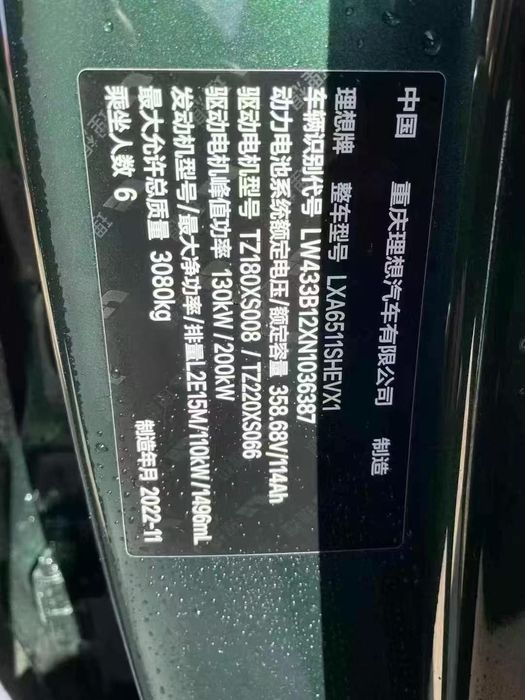 中国 重庆理想汽车有限公司 制造
理想牌 整车型号 LXA6511SHEVX1
车辆识别代号 LW433B12XN1036387
动力电池系统额定电压/额定容量 358.68V/114Ah
驱动电机型号 TZ180XS008 / TZ220XS066
驱动电机峰值功率 130kW/200kW
发动机型号/最大净功率/排量L2E15M/110kW/1496mL
最大允许总质量 3080kg
乘坐人数 6 制造年月 2022-11